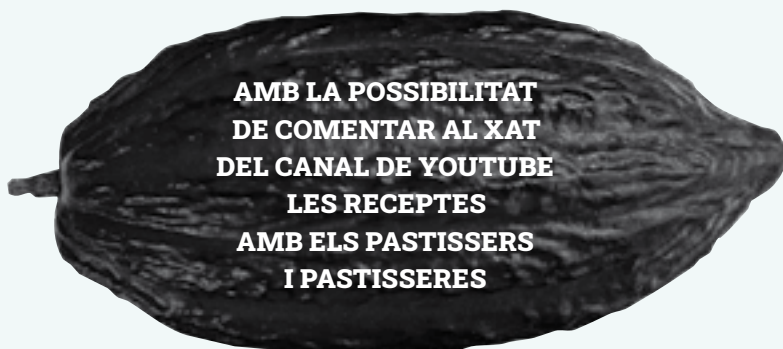 AMB LA POSSIBILITAT
DE COMENTAR AL XAT
DEL CANAL DE YOUTUBE
LES RECEPTES
AMB ELS PASTISSERS
I PASTISSERES